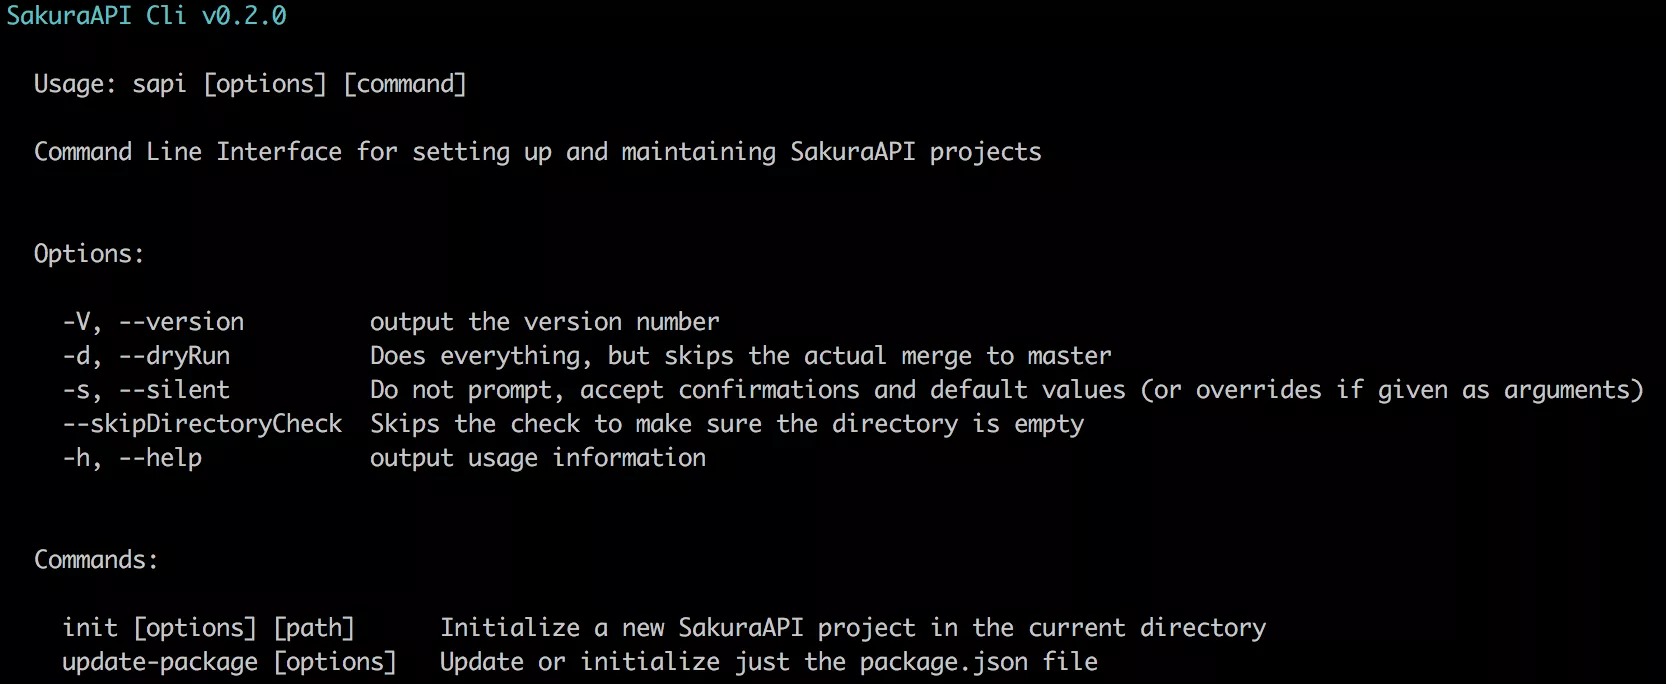 SakuraAPI Cli v0.2.0
Usage: sapi [options] [command]
Command Line Interface for setting up and maintaining SakuraAPI projects
Options:
-V, --version output the version number
-d, --dryRun Does everything, but skips the actual merge to master
-s, --silent Do not prompt, accept confirmations and default values (or overrides if given as arguments)
--skipDirectoryCheck Skips the check to make sure the directory is empty
-h, --help output usage information
Commands:
init [options] [path] Initialize a new SakuraAPI project in the current directory
update-package [options] Update or initialize just the package.json file